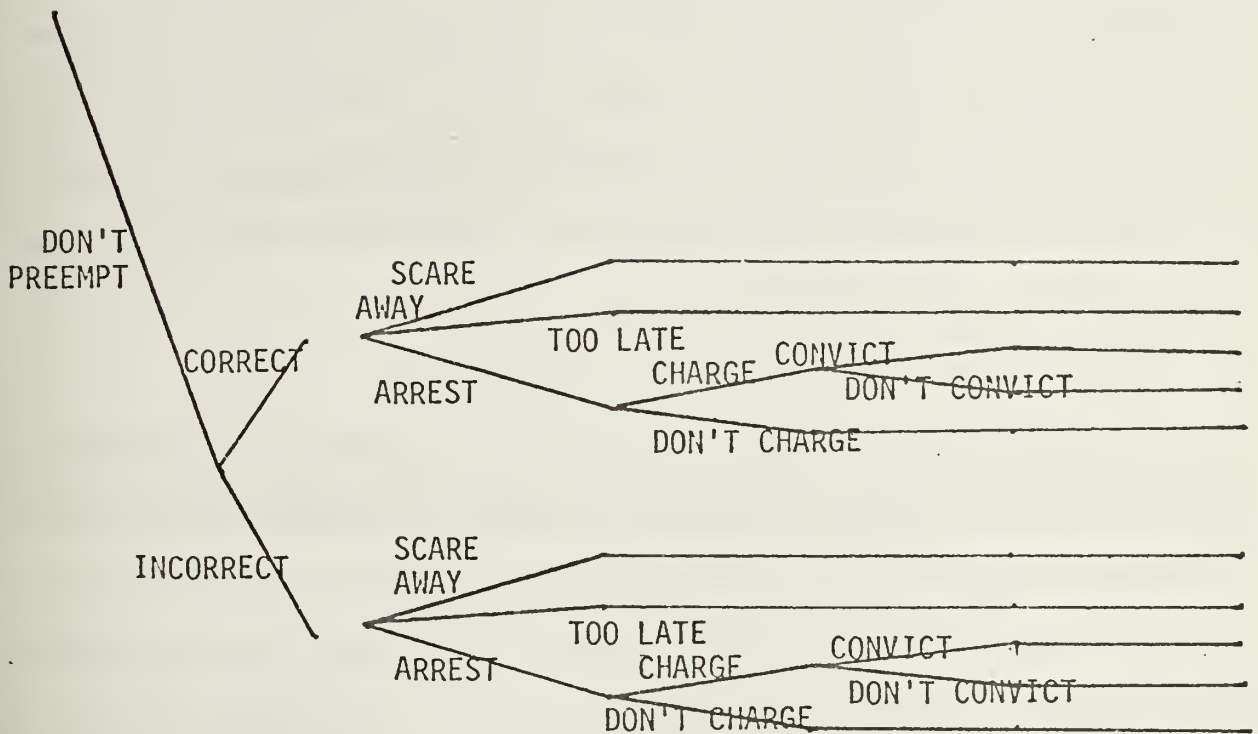 DON'T
PREEMPT
CORRECT
SCARE
AWAY
TOO LATE
ARREST
CHARGE
CONVICT
DON'T CONVICT
DON'T CHARGE
INCORRECT
SCARE
AWAY
TOO LATE
ARREST
CHARGE
CONVICT
DON'T CONVICT
DON'T CHARGE